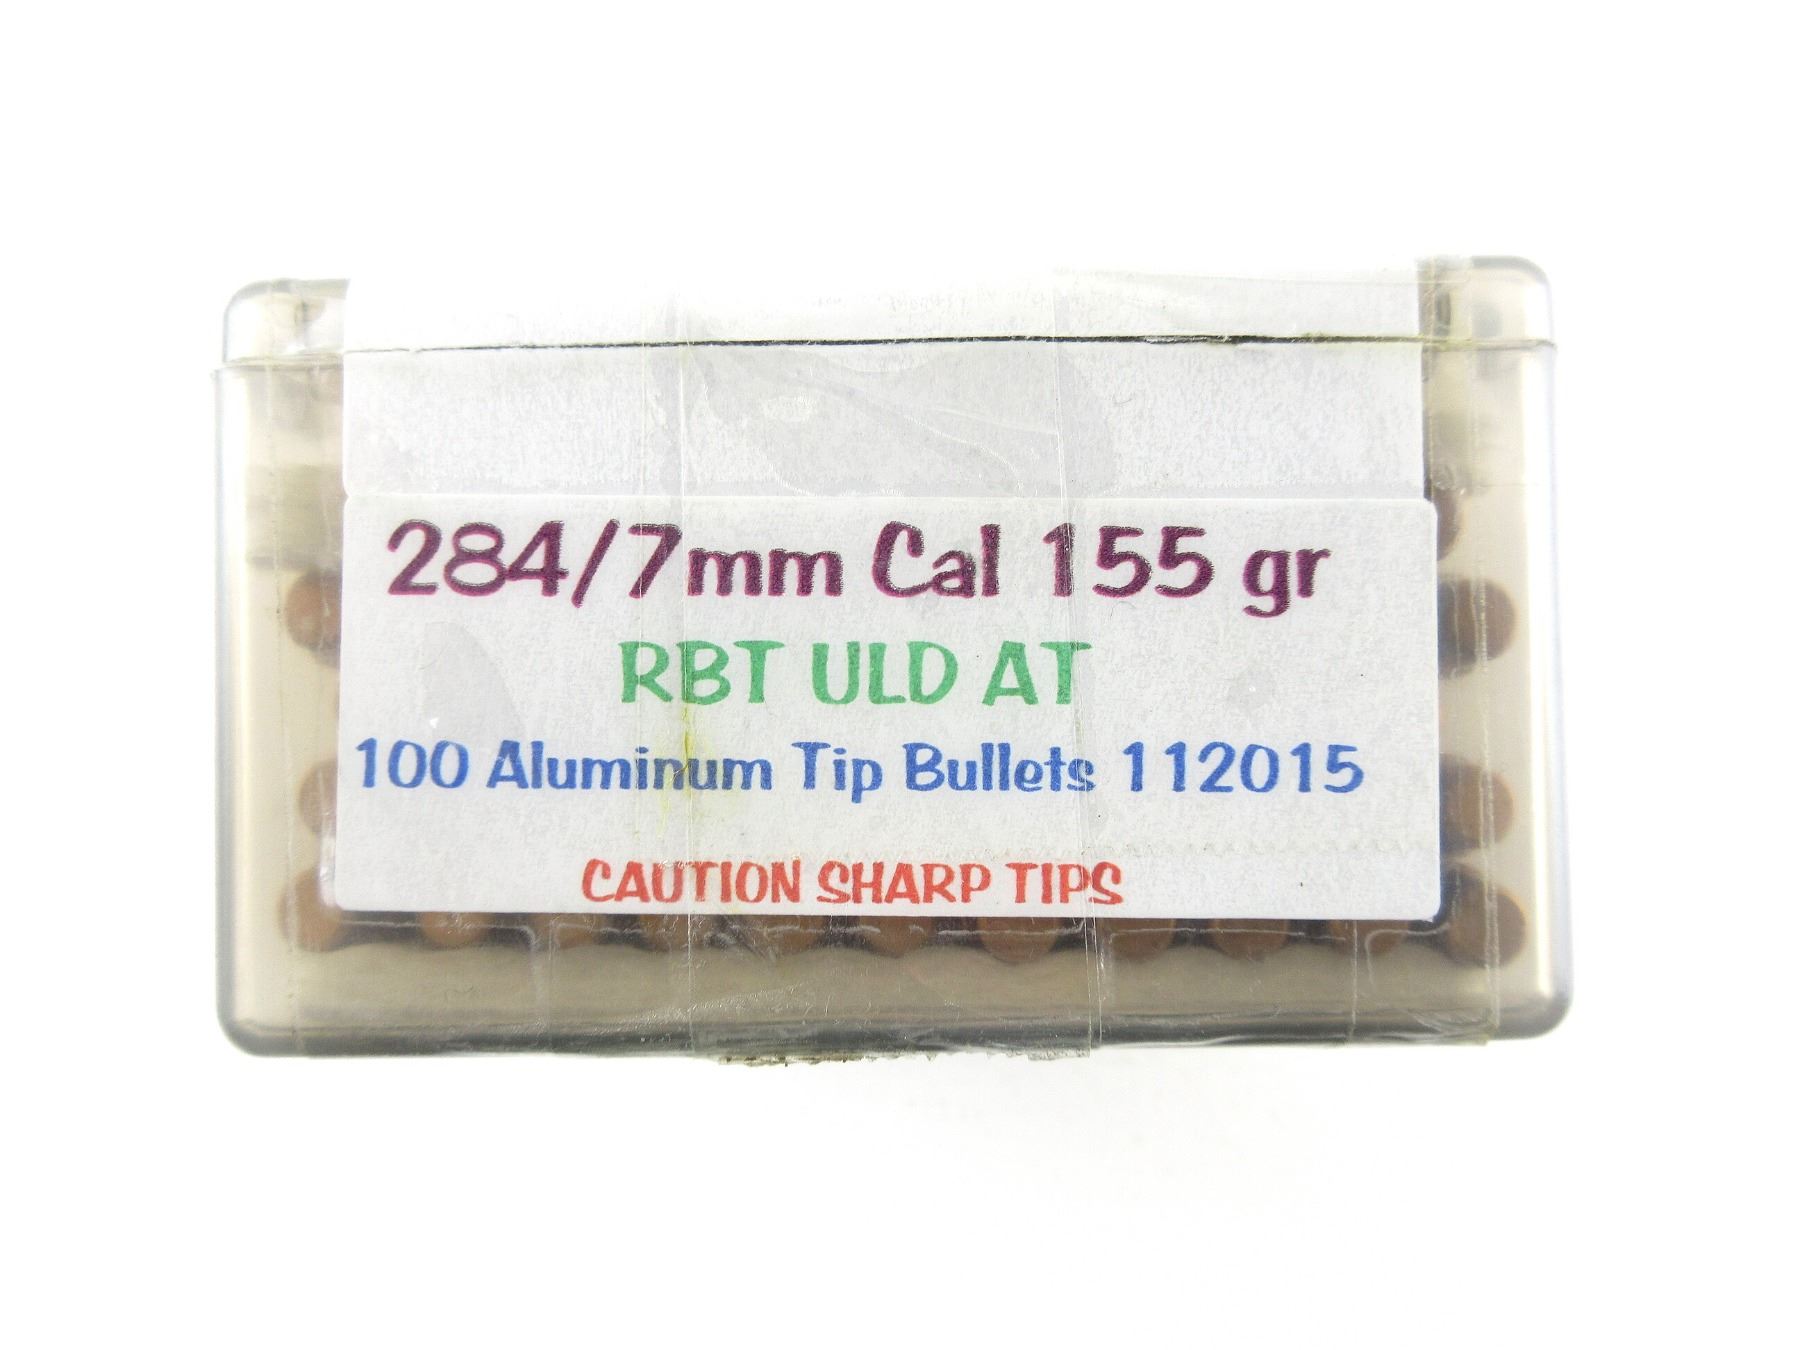 284/7mm Cal 155 gr
RBT ULD AT
100 Aluminum Tip Bullets 112015
CAUTION SHARP TIPS